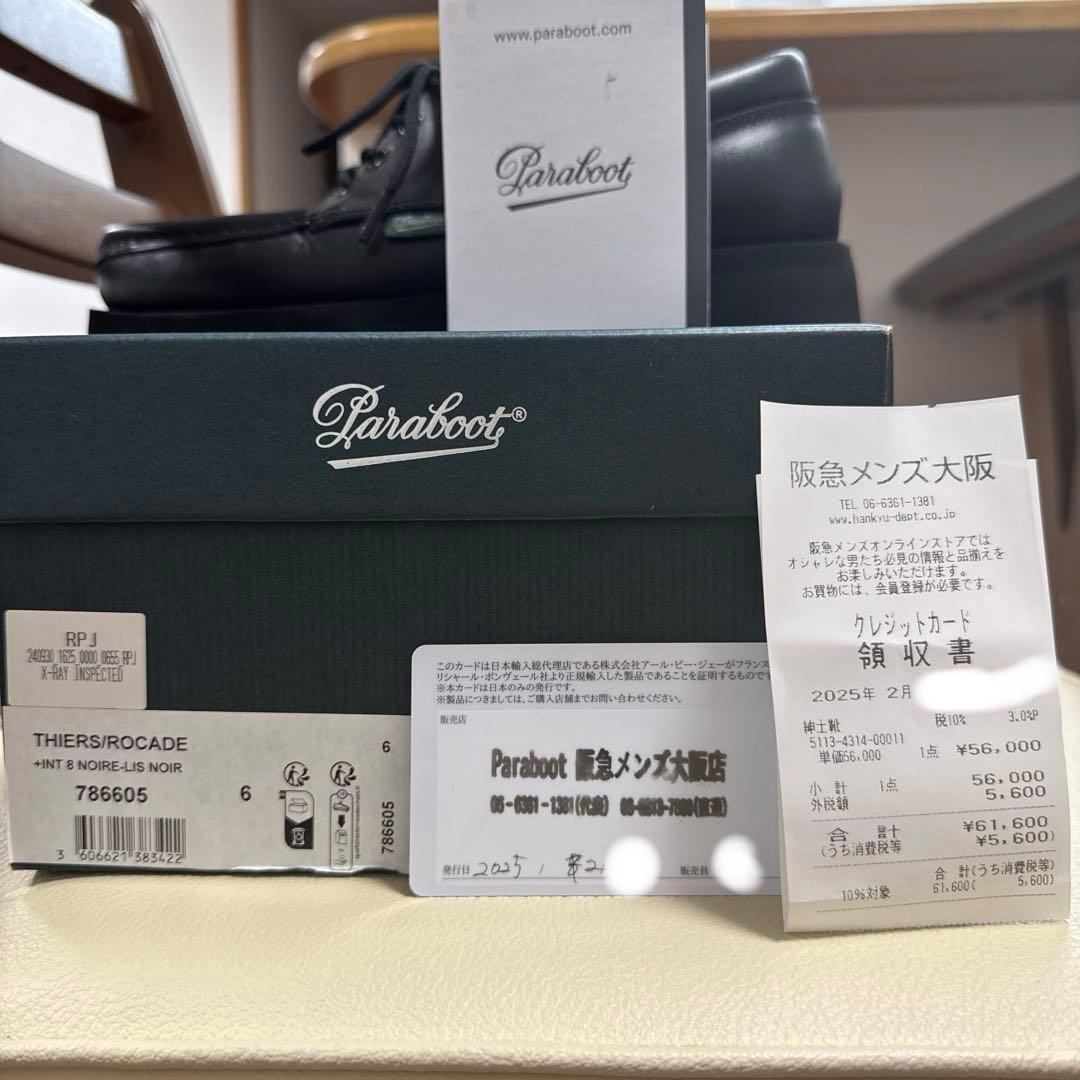 www.paraboot.com
Paraboot
Paraboot®
阪急メンズ大阪
TEL 06-6361-1381
www.hankyu-dept.co.jp
阪急メンズオンラインストアでは
オシャレな男たち必見の情報と品揃えを
お楽しみいただけます。
お買物には、会員登録が必要です。
クレジットカード
領収書
2025年 2月
紳士靴 税10% 3.0%P
5113-4314-00011
単価56,000 1点 ¥56,000
小計 1点 56,000
外税額 5,600
合計 ¥61,600
(うち消費税等 ¥5,600)
合 計(うち消費税等)
10%対象 61,600( 5,600)
RPJ
240930 1625 0000 0655 RPJ
X-RAY INSPECTED
THIERS/ROCADE 6
+INT 8 NOIRE-LIS NOIR
786605 6
3 606621 383422
786605
このカードは日本輸入総代理店である株式会社アール・ピー・ジェーがフランス
リシャール・ポンヴェール社より正規輸入した製品であることを証明するものです
※本カードは日本のみの発行です。
※製品につきましては、ご購入店舗までお問い合わせください。
販売店
Paraboot 阪急メンズ大阪店
06-6361-1381(代表)
発行日 2025
販売員